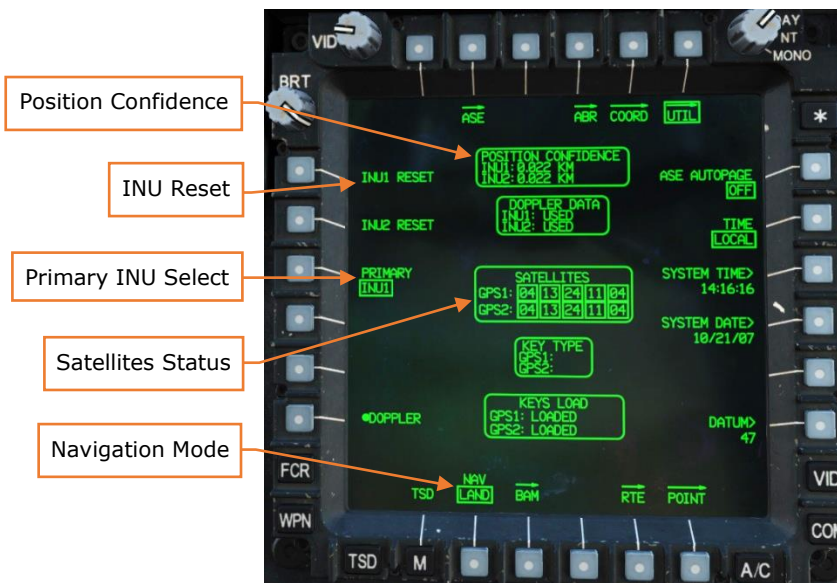 VID
DAY
NT
MONO
BRT
Position Confidence
INU Reset
Primary INU Select
Satellites Status
Navigation Mode
ASE
ABR
COORD
UTIL
*
POSITION CONFIDENCE
INU1:0.022 KM
INU2:0.022 KM
INU1 RESET
ASE AUTOPAGE
OFF
DOPPLER DATA
INU1: USED
INU2: USED
INU2 RESET
TIME
LOCAL
PRIMARY
INU1
SATELLITES
GPS1: 04 13 24 11 04
GPS2: 04 13 24 11 04
SYSTEM TIME>
14:16:16
SYSTEM DATE>
10/21/07
KEY TYPE
GPS1:
GPS2:
KEYS LOAD
GPS1: LOADED
GPS2: LOADED
DOPPLER
DATUM>
47
FCR
NAV
TSD
LAND
BAM
RTE
POINT
VID
WPN
COM
TSD
M
A/C